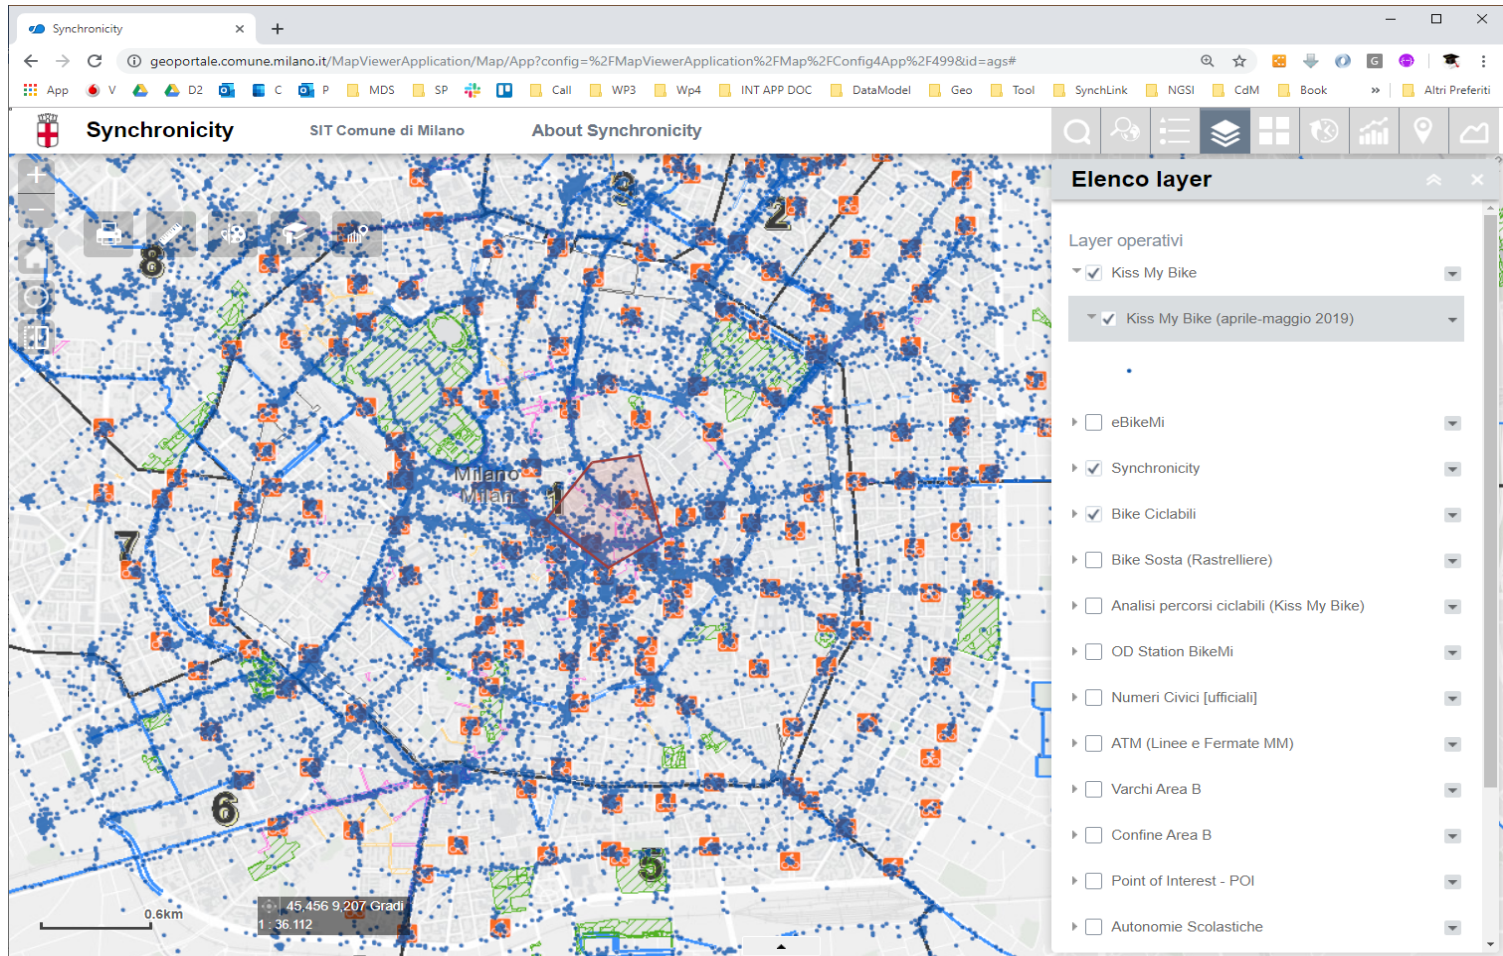 Synchronicity
geoportale.comune.milano.it/MapViewerApplication/Map/App?config=%2FMapViewerApplication%2FMap%2FConfig4App%2F499&id=ags#
App V D2 C P MDS SP Call WP3 Wp4 INT APP DOC DataModel Geo Tool SynchLink NGSI CdM Book » Altri Preferiti
Synchronicity SIT Comune di Milano About Synchronicity
Elenco layer
Layer operativi
Kiss My Bike
Kiss My Bike (aprile-maggio 2019)
eBikeMi
Synchronicity
Bike Ciclabili
Bike Sosta (Rastrelliere)
Analisi percorsi ciclabili (Kiss My Bike)
OD Station BikeMi
Numeri Civici [ufficiali]
ATM (Linee e Fermate MM)
Varchi Area B
Confine Area B
Point of Interest - POI
Autonomie Scolastiche
9
2
8
Milano
Milan
1
7
6
5
0.6km
45,456 9,207 Gradi
1 : 36.112